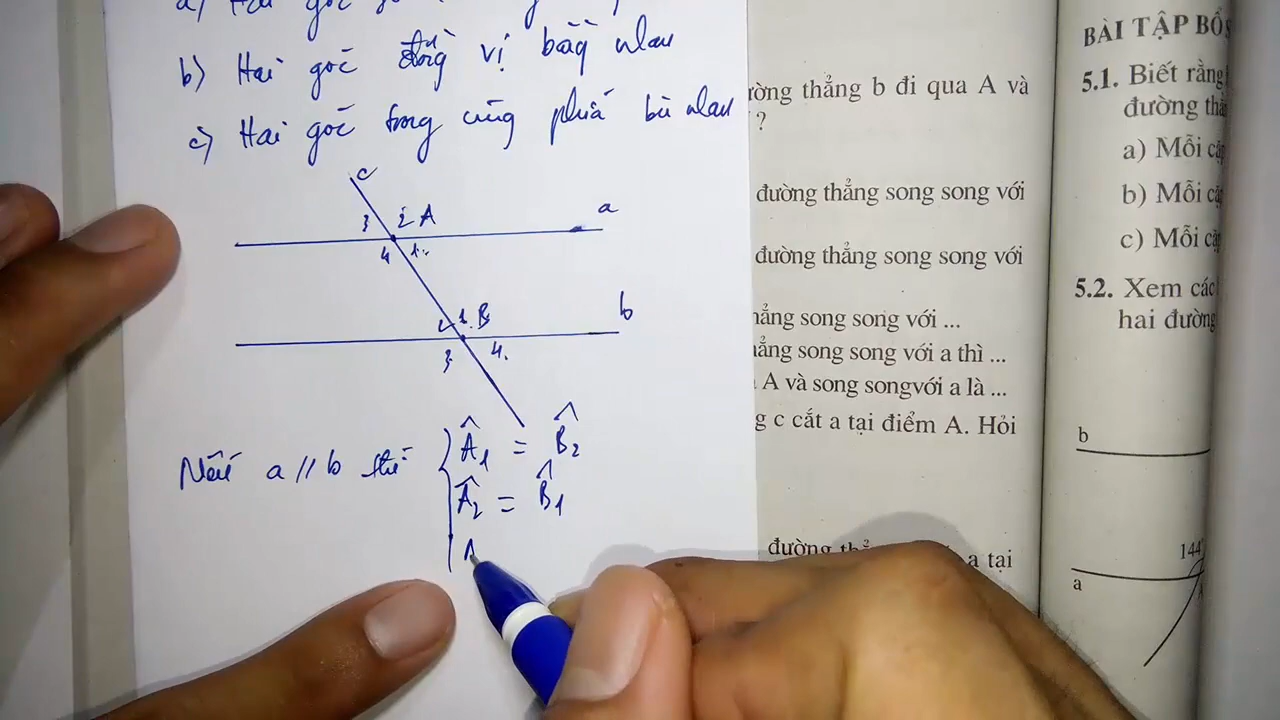 b) Hai góc đồng vị bằng nhau
c) Hai góc trong cùng phía bù nhau
c
3 2 A
a
4 1
2 1 B
b
3 4
Nếu a // b thì
Â1 = B̂2
Â2 = B̂1
A
ường thẳng b đi qua A và
?
đường thẳng song song với
đường thẳng song song với
hẳng song song với ...
hẳng song song với a thì ...
A và song songvới a là ...
g c cắt a tại điểm A. Hỏi
đường
a tại
BÀI TẬP BỔ
5.1. Biết rằng
đường thẳ
a) Mỗi cặ
b) Mỗi cặ
c) Mỗi cặ
5.2. Xem các
hai đường
b
144°
a